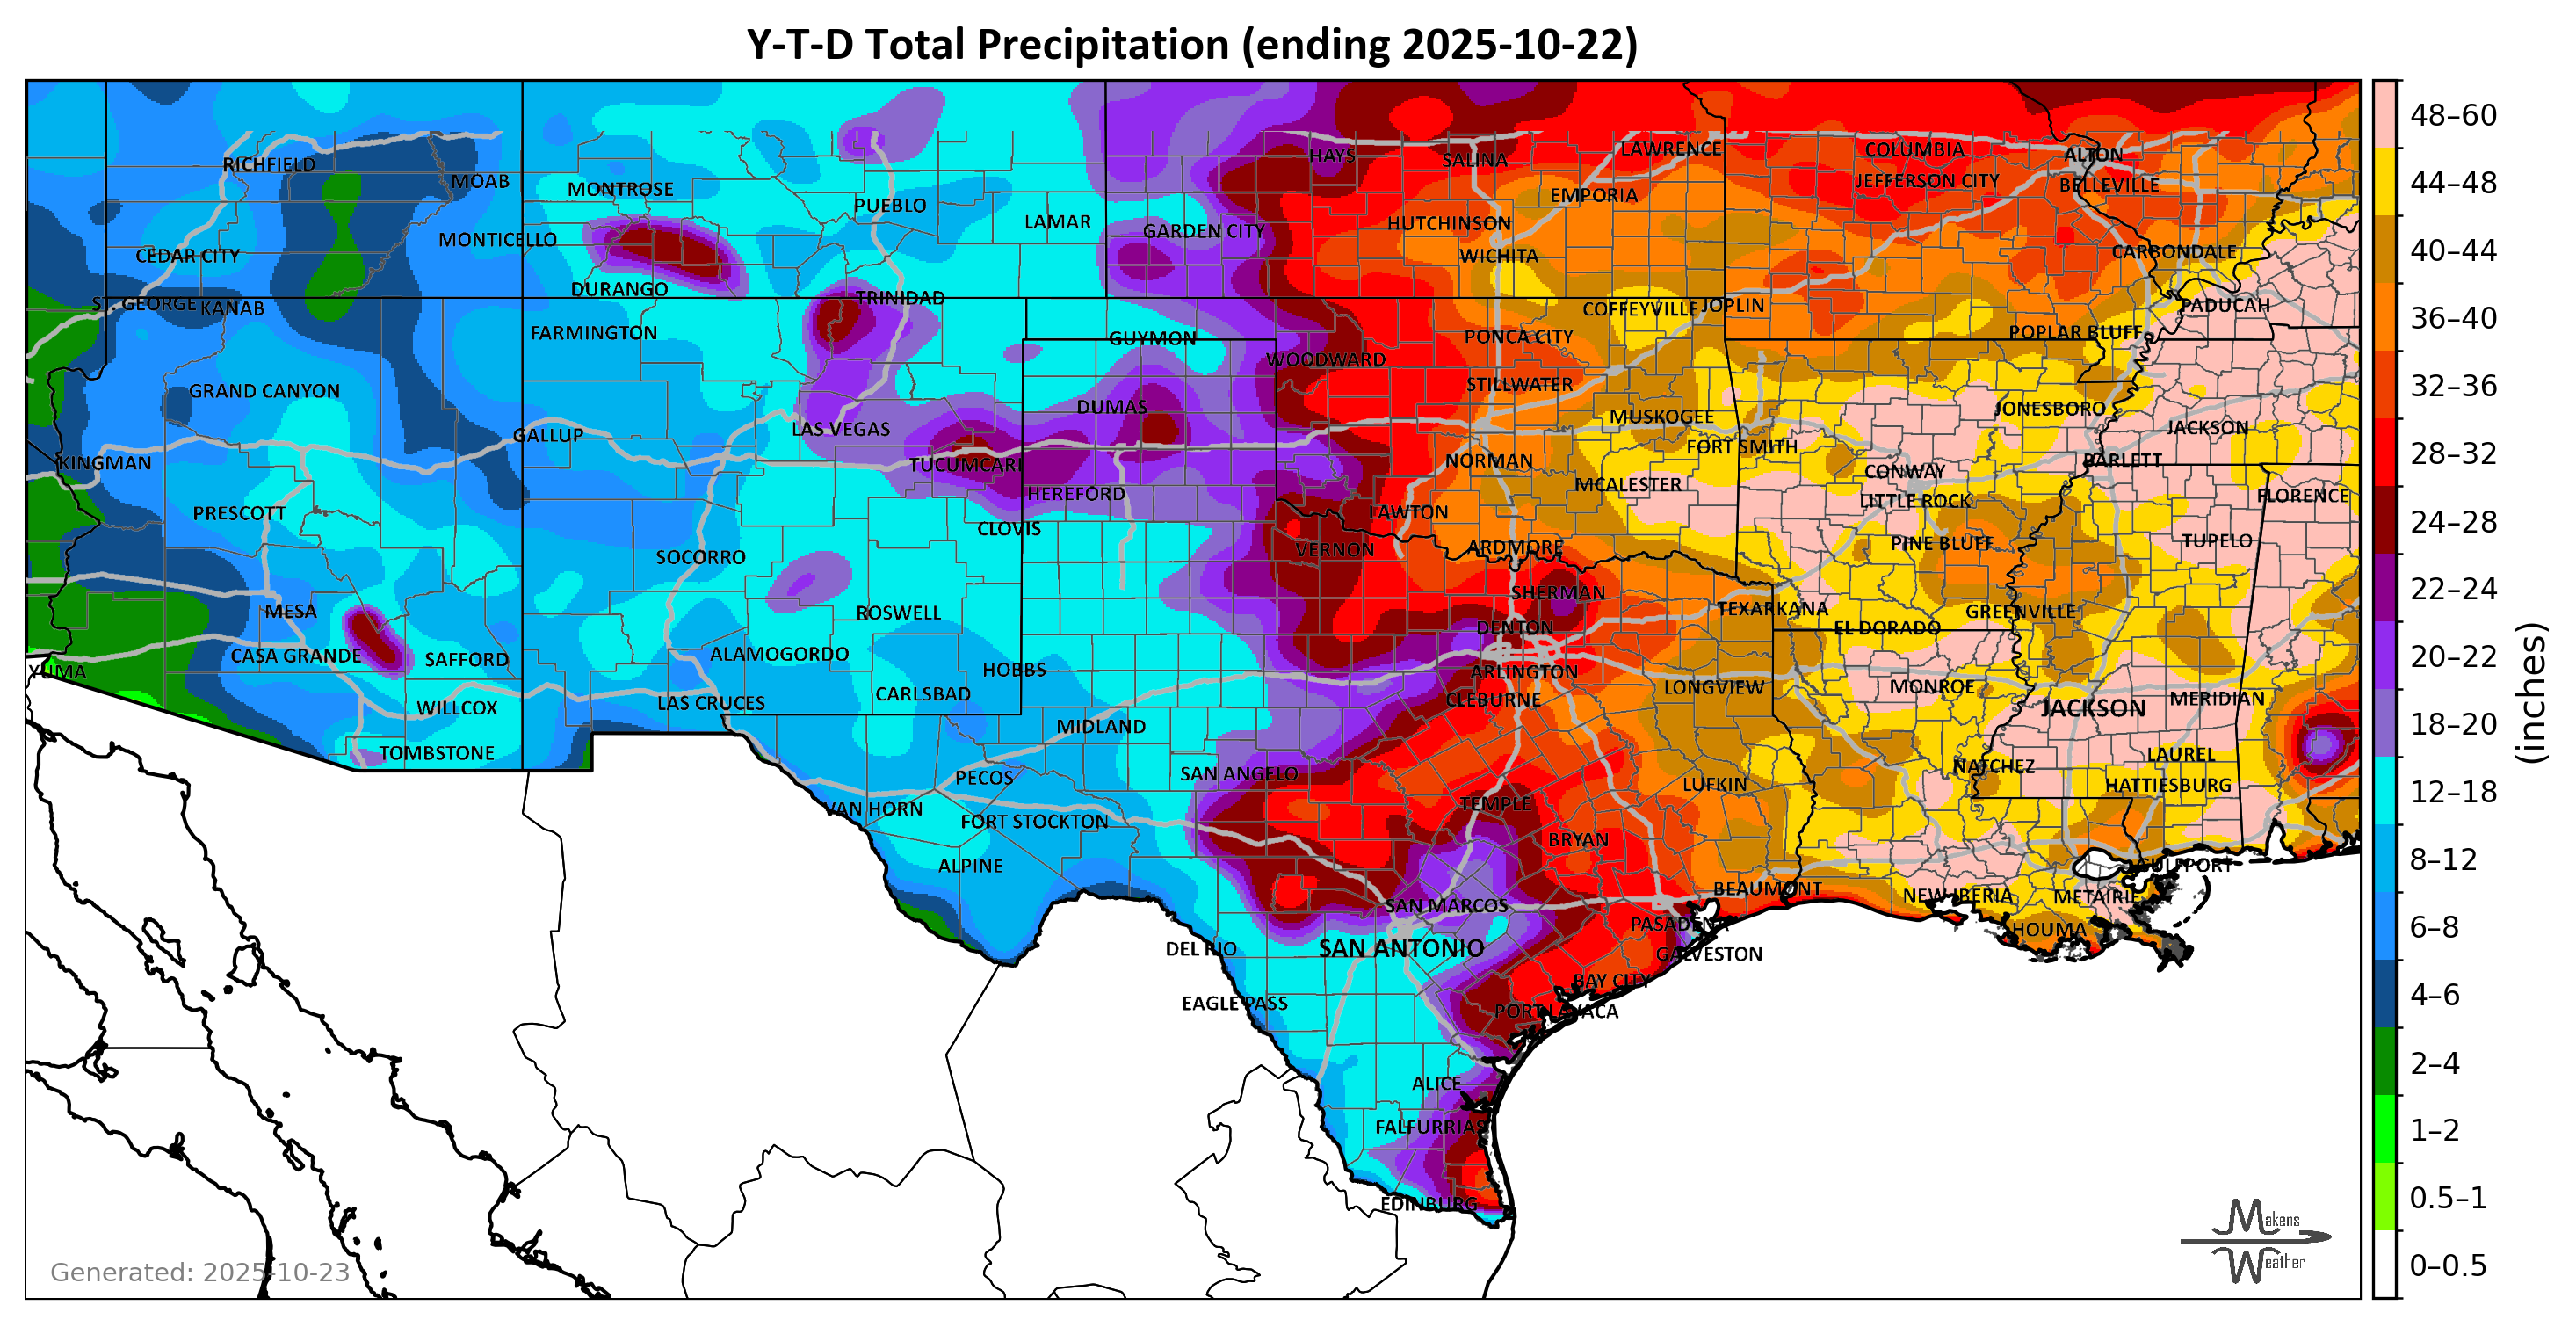 Y-T-D Total Precipitation (ending 2025-10-22)
HAYS
SALINA
LAWRENCE
COLUMBIA
ALTON
RICHFIELD
MOAB
MONTROSE
PUEBLO
EMPORIA
JEFFERSON CITY
BELLEVILLE
LAMAR
GARDEN CITY
HUTCHINSON
MONTICELLO
CEDAR CITY
WICHITA
CARBONDALE
DURANGO
TRINIDAD
ST. GEORGE
KANAB
COFFEYVILLE
JOPLIN
PADUCAH
FARMINGTON
GUYMON
PONCA CITY
POPLAR BLUFF
WOODWARD
GRAND CANYON
STILLWATER
DUMAS
MUSKOGEE
JONESBORO
GALLUP
LAS VEGAS
FORT SMITH
JACKSON
KINGMAN
TUCUMCARI
NORMAN
CONWAY
BARLETT
HEREFORD
MCALESTER
LITTLE ROCK
FLORENCE
PRESCOTT
CLOVIS
LAWTON
SOCORRO
VERNON
ARDMORE
PINE BLUFF
TUPELO
MESA
ROSWELL
SHERMAN
TEXARKANA
GREENVILLE
DENTON
EL DORADO
CASA GRANDE
SAFFORD
ALAMOGORDO
HOBBS
ARLINGTON
YUMA
WILLCOX
LAS CRUCES
CARLSBAD
CLEBURNE
LONGVIEW
MONROE
JACKSON
MERIDIAN
MIDLAND
TOMBSTONE
PECOS
SAN ANGELO
LUFKIN
NATCHEZ
LAUREL
HATTIESBURG
VAN HORN
FORT STOCKTON
TEMPLE
BRYAN
ALPINE
GULFPORT
SAN MARCOS
BEAUMONT
NEW IBERIA
METAIRIE
PASADENA
HOUMA
DEL RIO
SAN ANTONIO
GALVESTON
BAY CITY
EAGLE PASS
PORT LAVACA
ALICE
FALFURRIAS
EDINBURG
Generated: 2025-10-23
Makens
Weather
48–60
44–48
40–44
36–40
32–36
28–32
24–28
22–24
20–22
18–20
12–18
8–12
6–8
4–6
2–4
1–2
0.5–1
0–0.5
(inches)